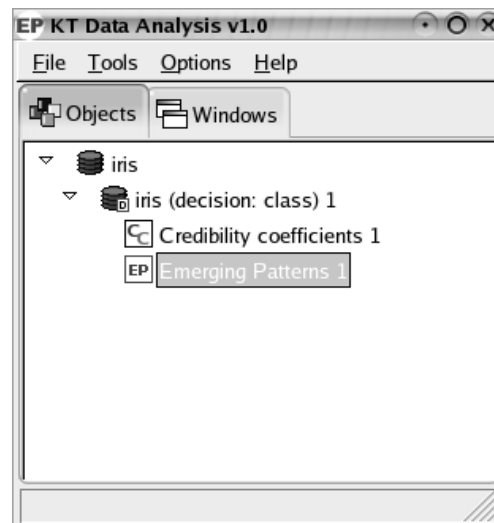 EP KT Data Analysis v1.0
File Tools Options Help
Objects Windows
iris
D iris (decision: class) 1
CC Credibility coefficients 1
EP Emerging Patterns 1